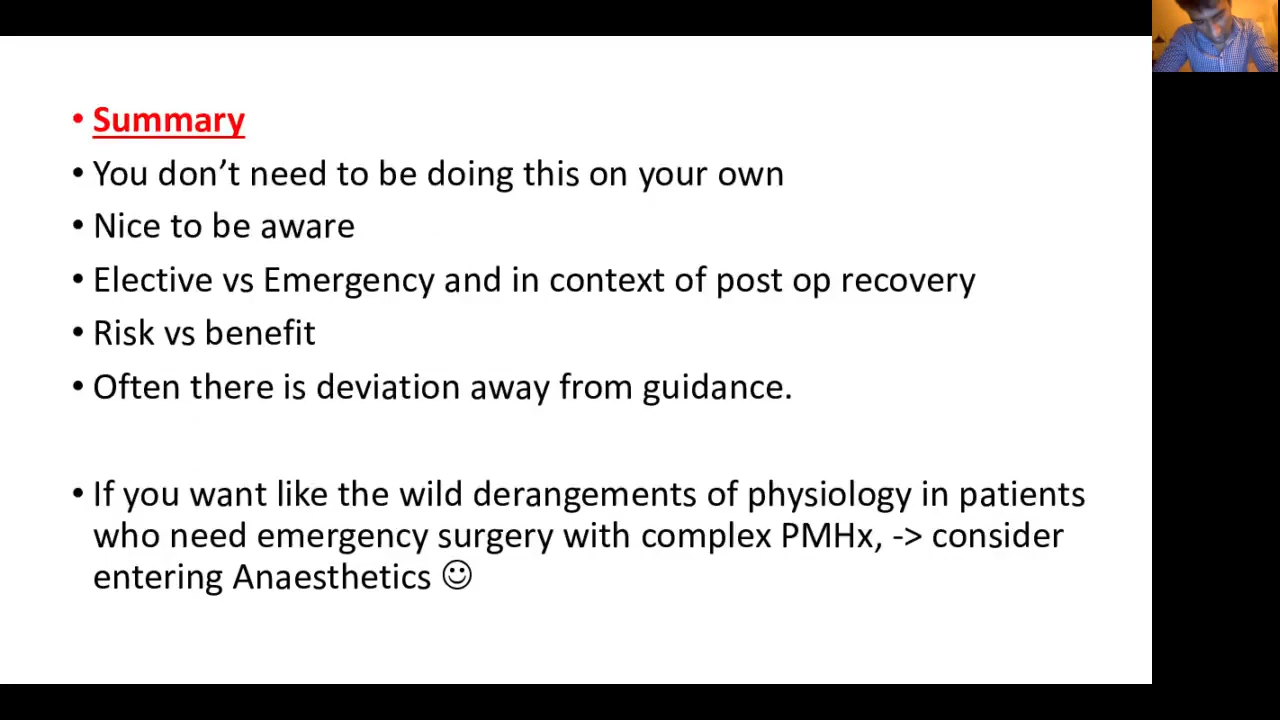 • Summary
• You don’t need to be doing this on your own
• Nice to be aware
• Elective vs Emergency and in context of post op recovery
• Risk vs benefit
• Often there is deviation away from guidance.
• If you want like the wild derangements of physiology in patients
who need emergency surgery with complex PMHx, -> consider
entering Anaesthetics ☺